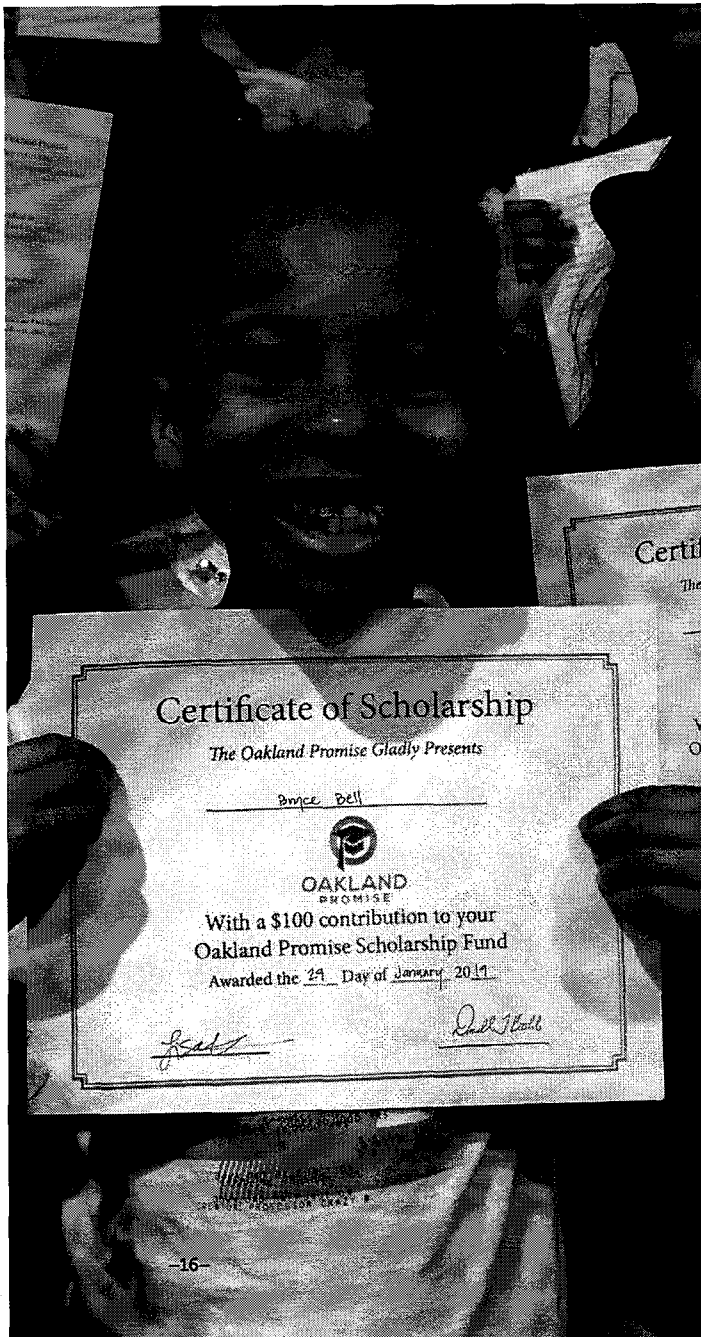 Certificate of Scholarship
The Oakland Promise Gladly Presents
Bryce Bell
OAKLAND
PROMISE
With a $100 contribution to your
Oakland Promise Scholarship Fund
Awarded the 29 Day of January 2019
Certif
The
–16–